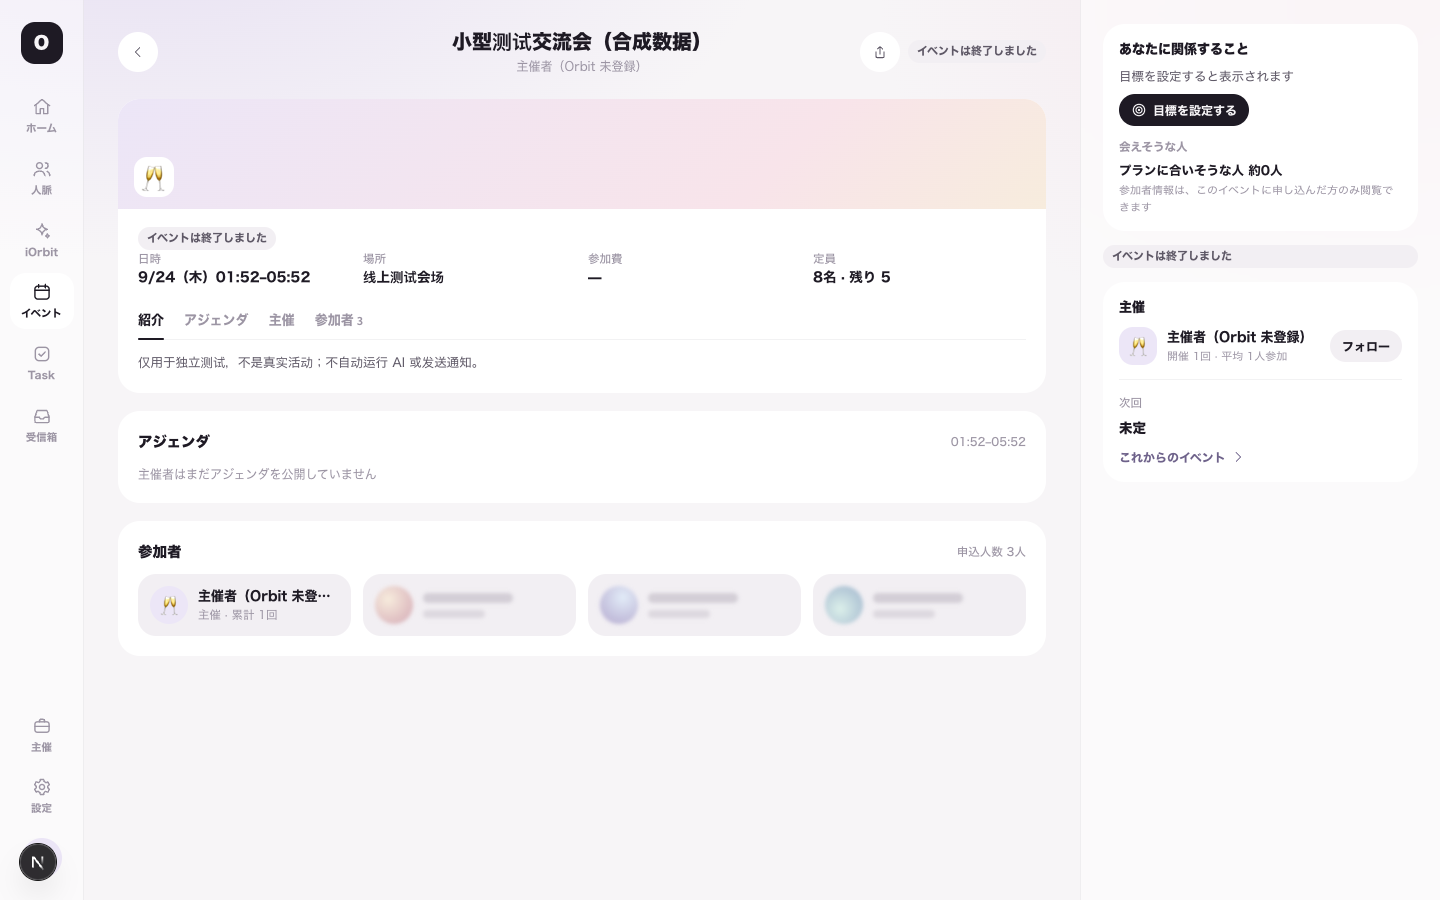 O
ホーム
人脈
iOrbit
イベント
Task
受信箱
主催
設定
N
小型测试交流会（合成数据）
主催者（Orbit 未登録）
イベントは終了しました
イベントは終了しました
日時
9/24（木）01:52–05:52
場所
线上测试会场
参加費
—
定員
8名 · 残り 5
紹介
アジェンダ
主催
参加者 3
仅用于独立测试，不是真实活动；不自动运行 AI 或发送通知。
アジェンダ
01:52–05:52
主催者はまだアジェンダを公開していません
参加者
申込人数 3人
主催者（Orbit 未登…
主催 · 累計 1回
あなたに関係すること
目標を設定すると表示されます
目標を設定する
会えそうな人
プランに合いそうな人 約0人
参加者情報は、このイベントに申し込んだ方のみ閲覧で
きます
イベントは終了しました
主催
主催者（Orbit 未登録）
開催 1回 · 平均 1人参加
フォロー
次回
未定
これからのイベント